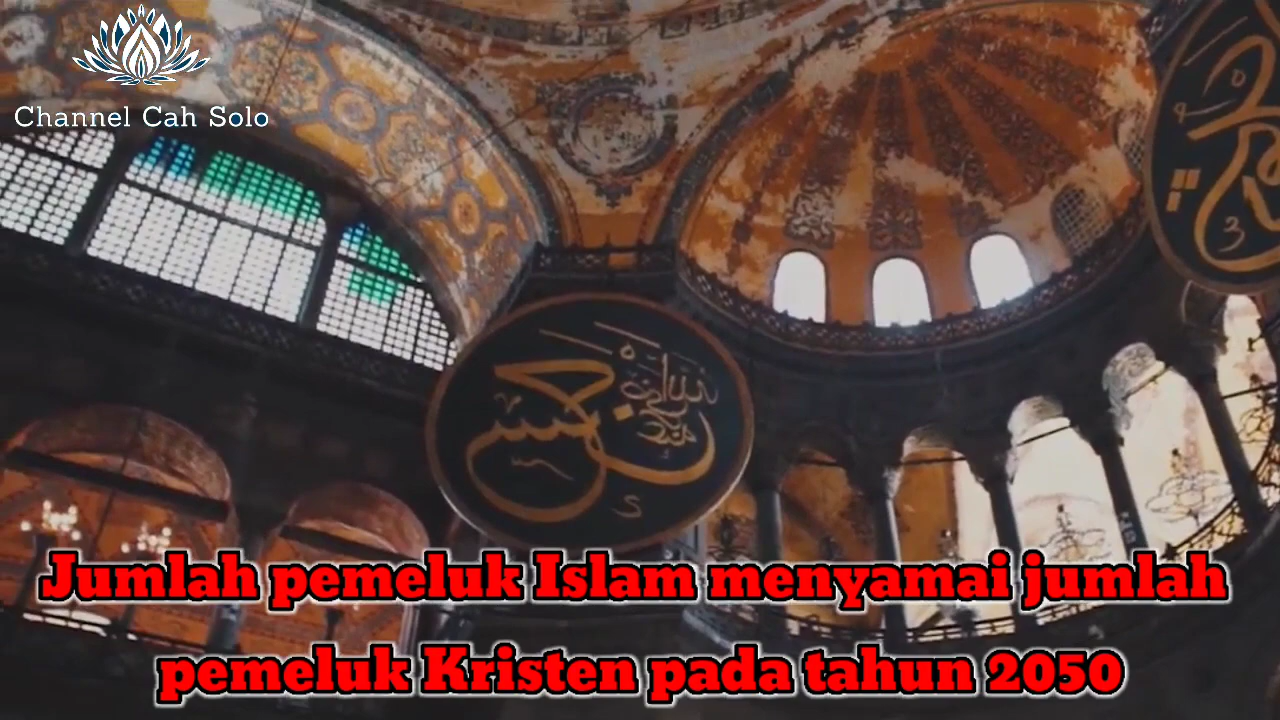 Channel Cah Solo
Jumlah pemeluk Islam menyamai jumlah
pemeluk Kristen pada tahun 2050